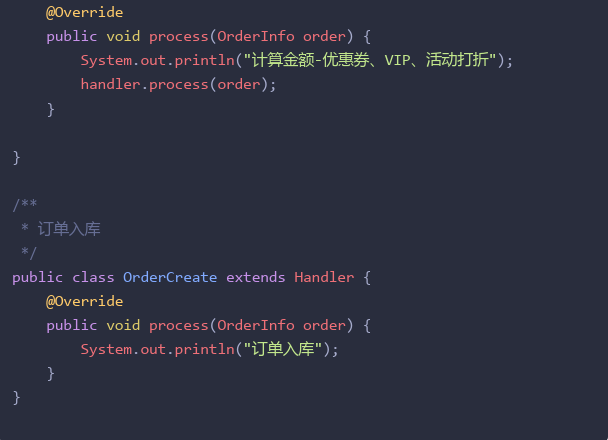 @Override
    public void process(OrderInfo order) {
        System.out.println("计算金额-优惠券、VIP、活动打折");
        handler.process(order);
    }

}

/**
 * 订单入库
 */
public class OrderCreate extends Handler {
    @Override
    public void process(OrderInfo order) {
        System.out.println("订单入库");
    }
}